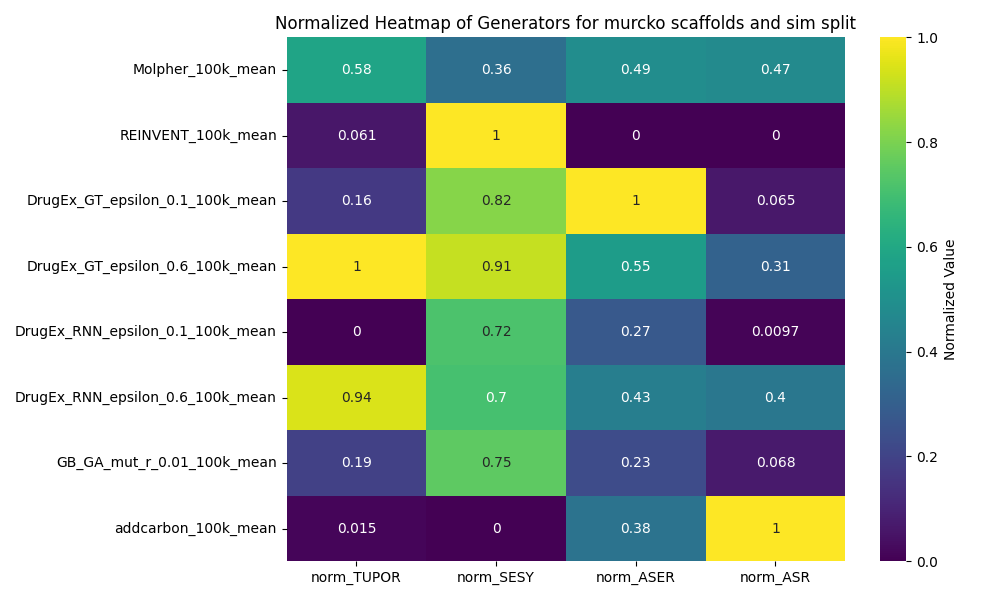 Normalized Heatmap of Generators for murcko scaffolds and sim split
Molpher_100k_mean 0.58 0.36 0.49 0.47
REINVENT_100k_mean 0.061 1 0 0
DrugEx_GT_epsilon_0.1_100k_mean 0.16 0.82 1 0.065
DrugEx_GT_epsilon_0.6_100k_mean 1 0.91 0.55 0.31
DrugEx_RNN_epsilon_0.1_100k_mean 0 0.72 0.27 0.0097
DrugEx_RNN_epsilon_0.6_100k_mean 0.94 0.7 0.43 0.4
GB_GA_mut_r_0.01_100k_mean 0.19 0.75 0.23 0.068
addcarbon_100k_mean 0.015 0 0.38 1
norm_TUPOR norm_SESY norm_ASER norm_ASR
1.0
0.8
0.6
0.4
0.2
0.0
Normalized Value